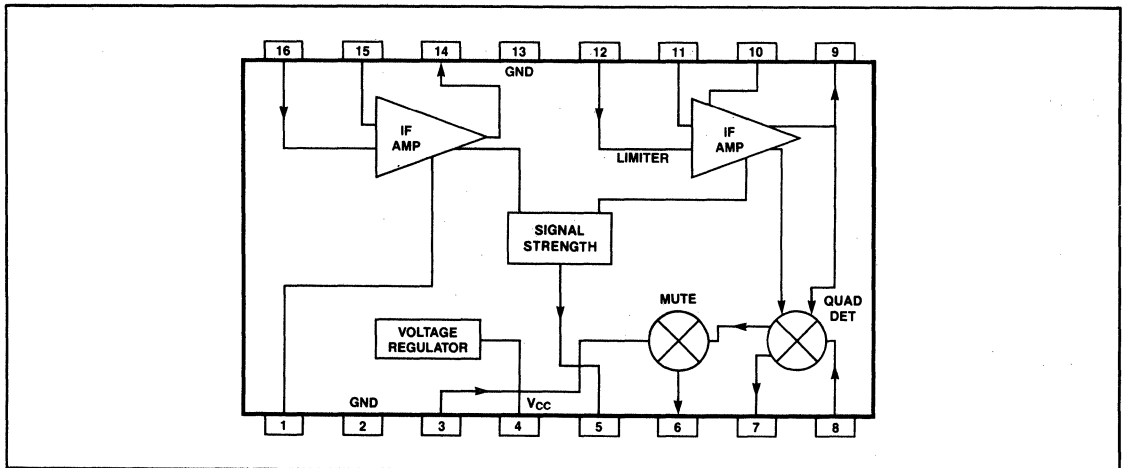 16 15 14 13 12 11 10 9
GND
IF
AMP
IF
AMP
LIMITER
SIGNAL
STRENGTH
MUTE
QUAD
DET
VOLTAGE
REGULATOR
GND
VCC
1 2 3 4 5 6 7 8